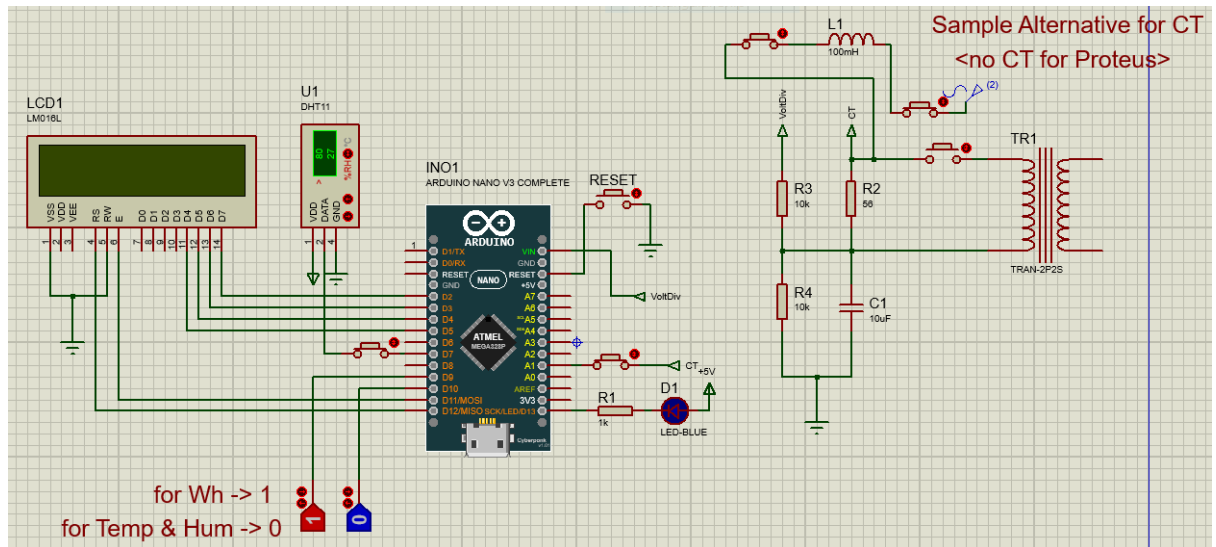 Sample Alternative for CT
<no CT for Proteus>
L1
100mH
(2)
LCD1
LM016L
VSS
VDD
VEE
RS
RW
E
D0
D1
D2
D3
D4
D5
D6
D7
1
2
3
4
5
6
7
8
9
10
11
12
13
14
U1
DHT11
80
27
>
%RH
°C
VDD
DATA
GND
1
2
4
INO1
ARDUINO NANO V3 COMPLETE
RESET
ARDUINO
NANO
ATMEL
MEGA328P
1
D1/TX
D0/RX
RESET
GND
D2
D3
D4
D5
D6
D7
D8
D9
D10
D11/MOSI
D12/MISO
VIN
GND
RESET
+5V
A7
A6
A5
A4
A3
A2
A1
A0
AREF
3V3
SCK/LED/D13
Cyberponk
VoltDiv
CT
+5V
R1
1k
D1
LED-BLUE
VoltDiv
CT
R3
10k
R2
56
R4
10k
C1
10uF
TR1
TRAN-2P2S
for Wh -> 1
for Temp & Hum -> 0
1
0